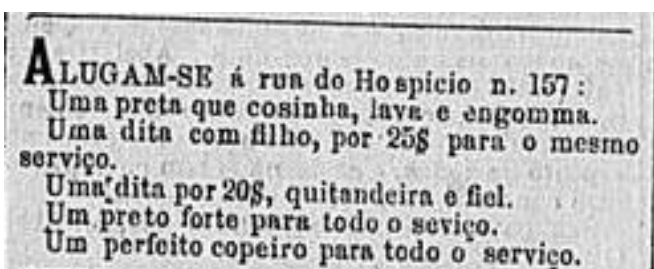 ALUGAM-SE á rua do Hospicio n. 157:
Uma preta que cosinha, lava e engomma.
Uma dita com filho, por 25$ para o mesmo
serviço.
Uma dita por 20$, quitandeira e fiel.
Um preto forte para todo o seviço.
Um perfeito copeiro para todo o serviço.